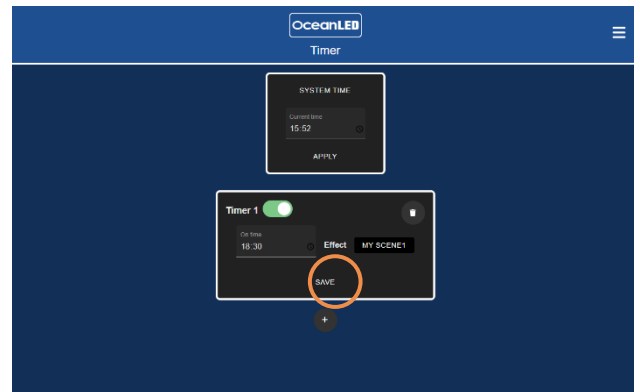 OceanLED
Timer
SYSTEM TIME
Current time
15:52
APPLY
Timer 1
On time
18:30
Effect MY SCENE1
SAVE
+